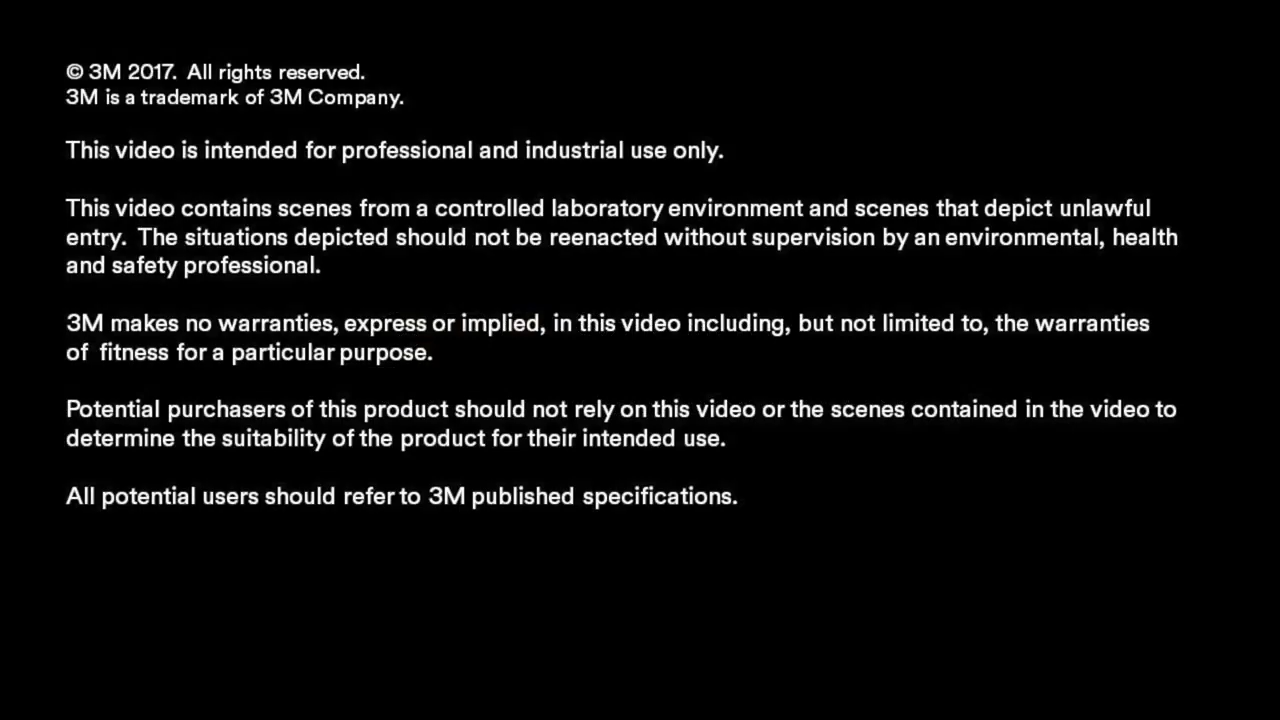 © 3M 2017. All rights reserved.
3M is a trademark of 3M Company.
This video is intended for professional and industrial use only.
This video contains scenes from a controlled laboratory environment and scenes that depict unlawful
entry. The situations depicted should not be reenacted without supervision by an environmental, health
and safety professional.
3M makes no warranties, express or implied, in this video including, but not limited to, the warranties
of fitness for a particular purpose.
Potential purchasers of this product should not rely on this video or the scenes contained in the video to
determine the suitability of the product for their intended use.
All potential users should refer to 3M published specifications.